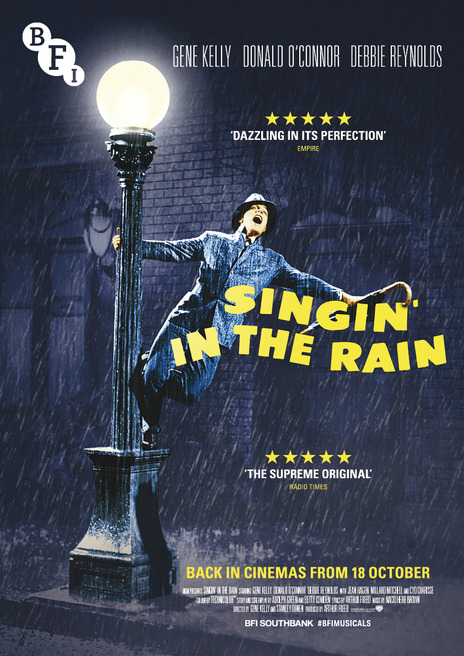 BFI
GENE KELLY DONALD O'CONNOR DEBBIE REYNOLDS
'DAZZLING IN ITS PERFECTION'
EMPIRE
SINGIN'
IN THE RAIN
'THE SUPREME ORIGINAL'
RADIO TIMES
BACK IN CINEMAS FROM 18 OCTOBER
MGM PRESENTS SINGIN' IN THE RAIN STARRING GENE KELLY DONALD O'CONNOR DEBBIE REYNOLDS WITH JEAN HAGEN MILLARD MITCHELL AND CYD CHARISSE
COLOUR BY TECHNICOLOR STORY AND SCREENPLAY BY ADOLPH GREEN AND BETTY COMDEN LYRICS BY ARTHUR FREED MUSIC BY NACIO HERB BROWN
DIRECTED BY GENE KELLY AND STANLEY DONEN PRODUCED BY ARTHUR FREED
BFI SOUTHBANK #BFIMUSICALS